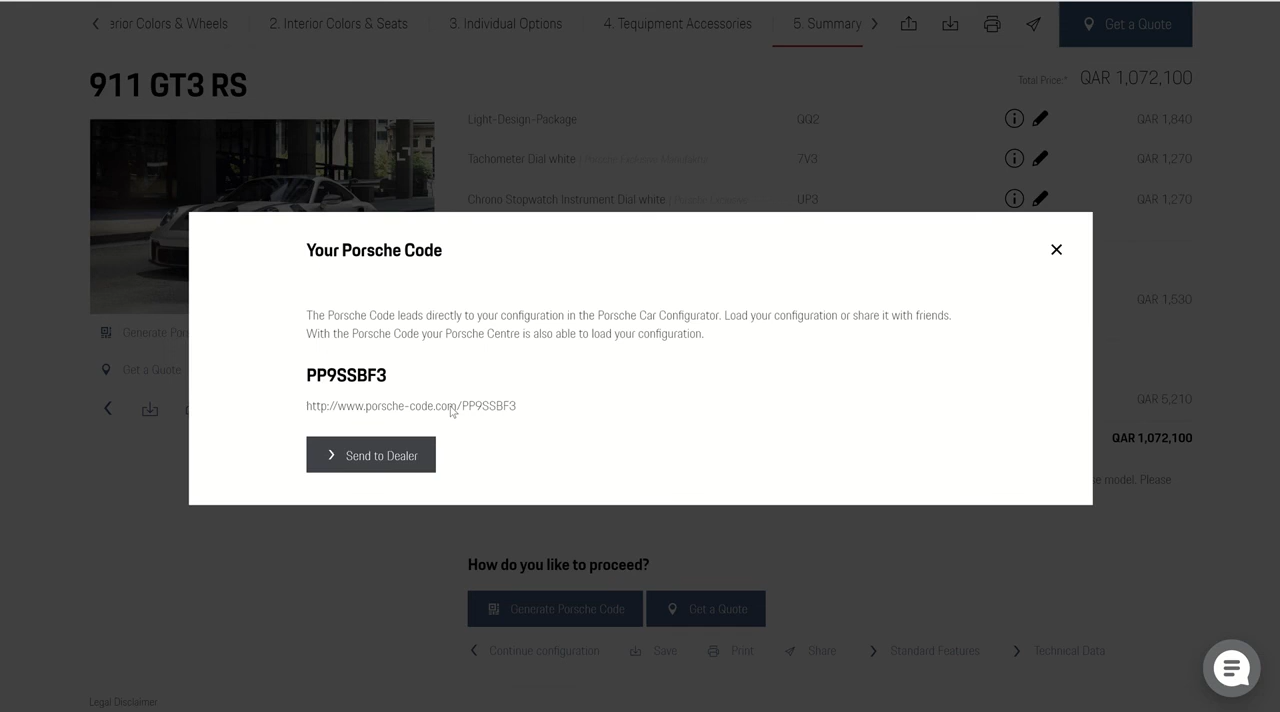 erior Colors & Wheels
2. Interior Colors & Seats
3. Individual Options
4. Tequipment Accessories
5. Summary
Get a Quote
911 GT3 RS
Total Price:*
QAR 1,072,100
Light-Design-Package
QQ2
QAR 1,840
Tachometer Dial white
7V3
QAR 1,270
Chrono Stopwatch Instrument Dial white
UP3
QAR 1,270
Your Porsche Code
The Porsche Code leads directly to your configuration in the Porsche Car Configurator. Load your configuration or share it with friends.
With the Porsche Code your Porsche Centre is also able to load your configuration.
PP9SSBF3
http://www.porsche-code.com/PP9SSBF3
Send to Dealer
QAR 1,530
Generate Por
Get a Quote
QAR 5,210
QAR 1,072,100
model. Please
How do you like to proceed?
Generate Porsche Code
Get a Quote
Continue configuration
Save
Print
Share
Standard Features
Technical Data
Legal Disclaimer